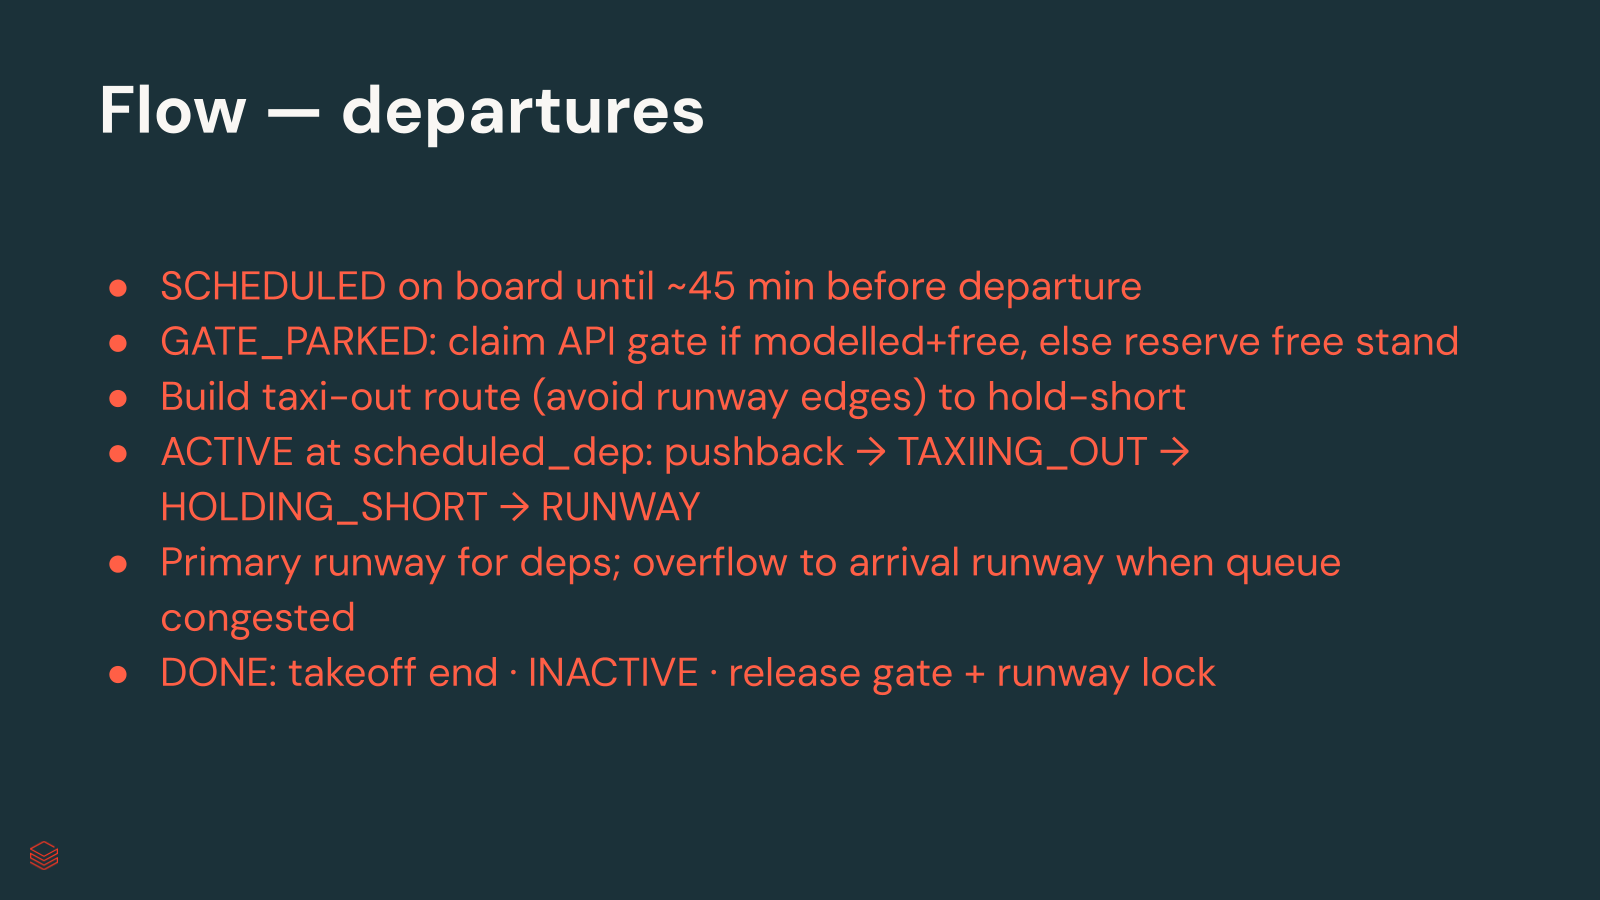 Flow — departures
● SCHEDULED on board until ~45 min before departure
● GATE_PARKED: claim API gate if modelled+free, else reserve free stand
● Build taxi-out route (avoid runway edges) to hold-short
● ACTIVE at scheduled_dep: pushback → TAXIING_OUT →
HOLDING_SHORT → RUNWAY
● Primary runway for deps; overflow to arrival runway when queue
congested
● DONE: takeoff end · INACTIVE · release gate + runway lock